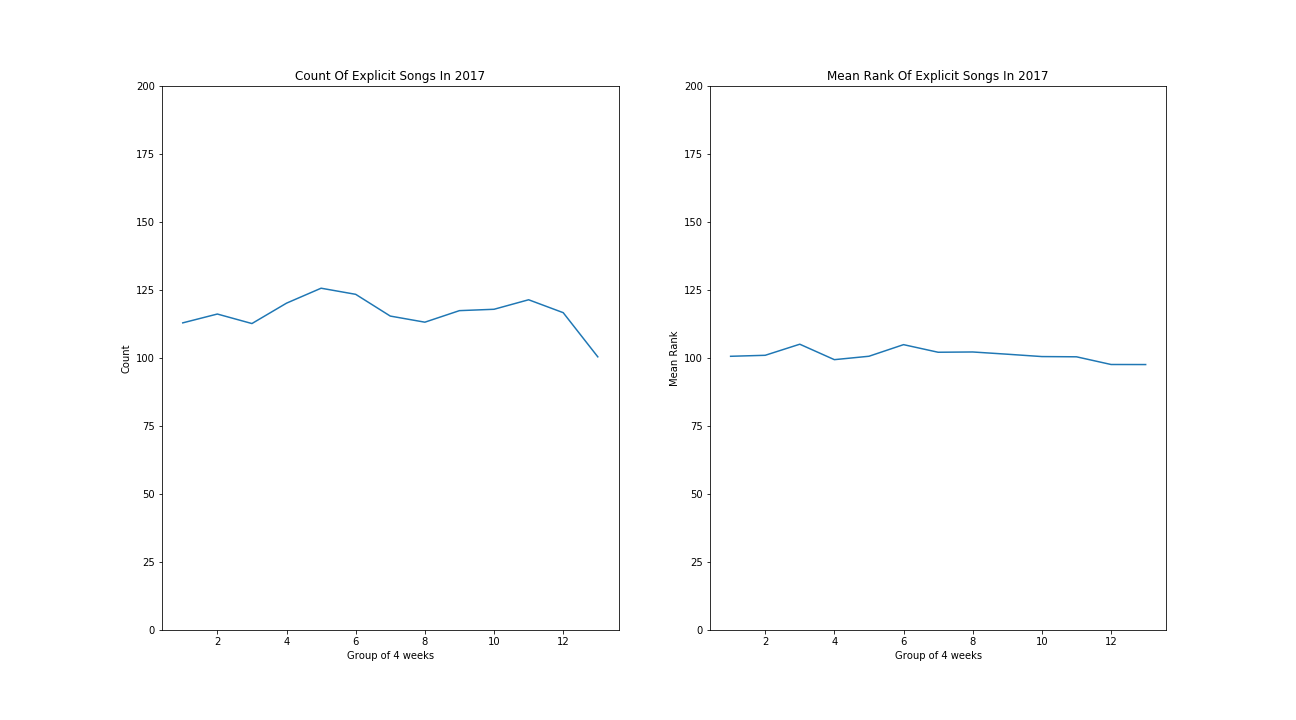 Count Of Explicit Songs In 2017
200
175
150
125
100
75
50
25
0
Count
2 4 6 8 10 12
Group of 4 weeks
Mean Rank Of Explicit Songs In 2017
200
175
150
125
100
75
50
25
0
Mean Rank
2 4 6 8 10 12
Group of 4 weeks